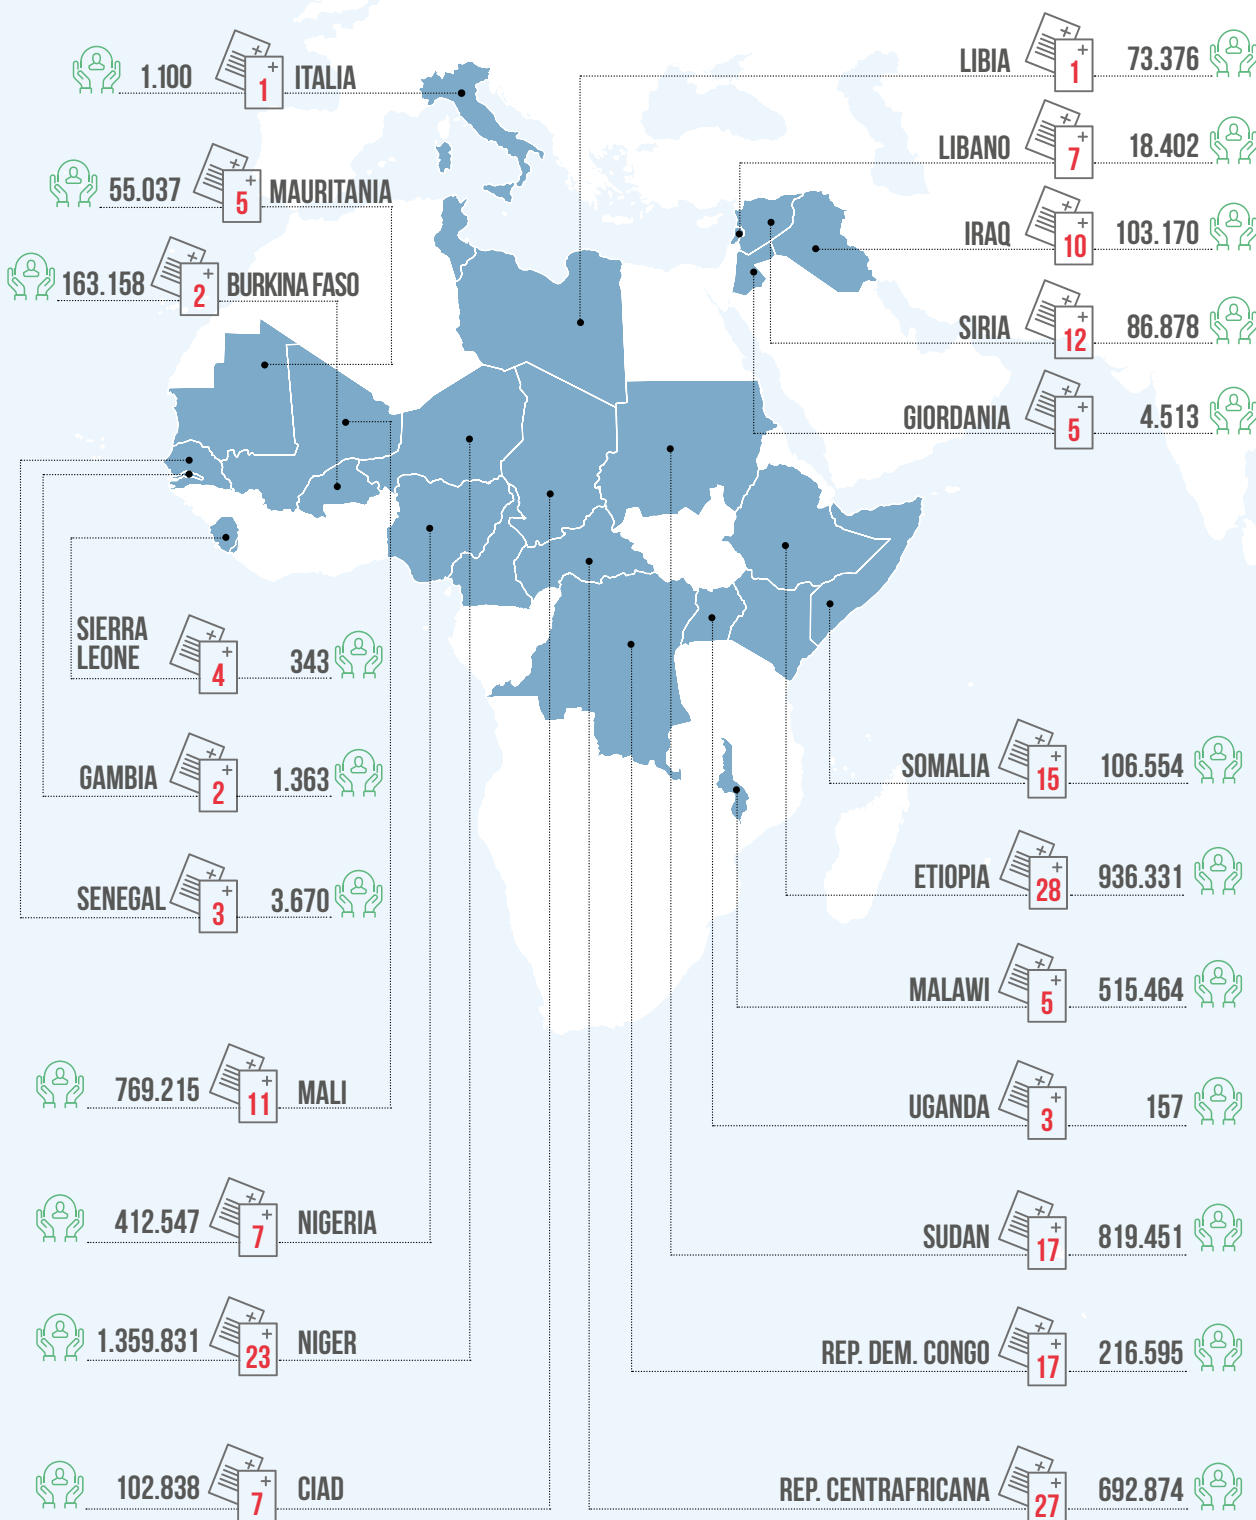 1.100 1 ITALIA
55.037 5 MAURITANIA
163.158 2 BURKINA FASO
SIERRA
LEONE 4 343
GAMBIA 2 1.363
SENEGAL 3 3.670
769.215 11 MALI
412.547 7 NIGERIA
1.359.831 23 NIGER
102.838 7 CIAD
LIBIA 1 73.376
LIBANO 7 18.402
IRAQ 10 103.170
SIRIA 12 86.878
GIORDANIA 5 4.513
SOMALIA 15 106.554
ETIOPIA 28 936.331
MALAWI 5 515.464
UGANDA 3 157
SUDAN 17 819.451
REP. DEM. CONGO 17 216.595
REP. CENTRAFRICANA 27 692.874